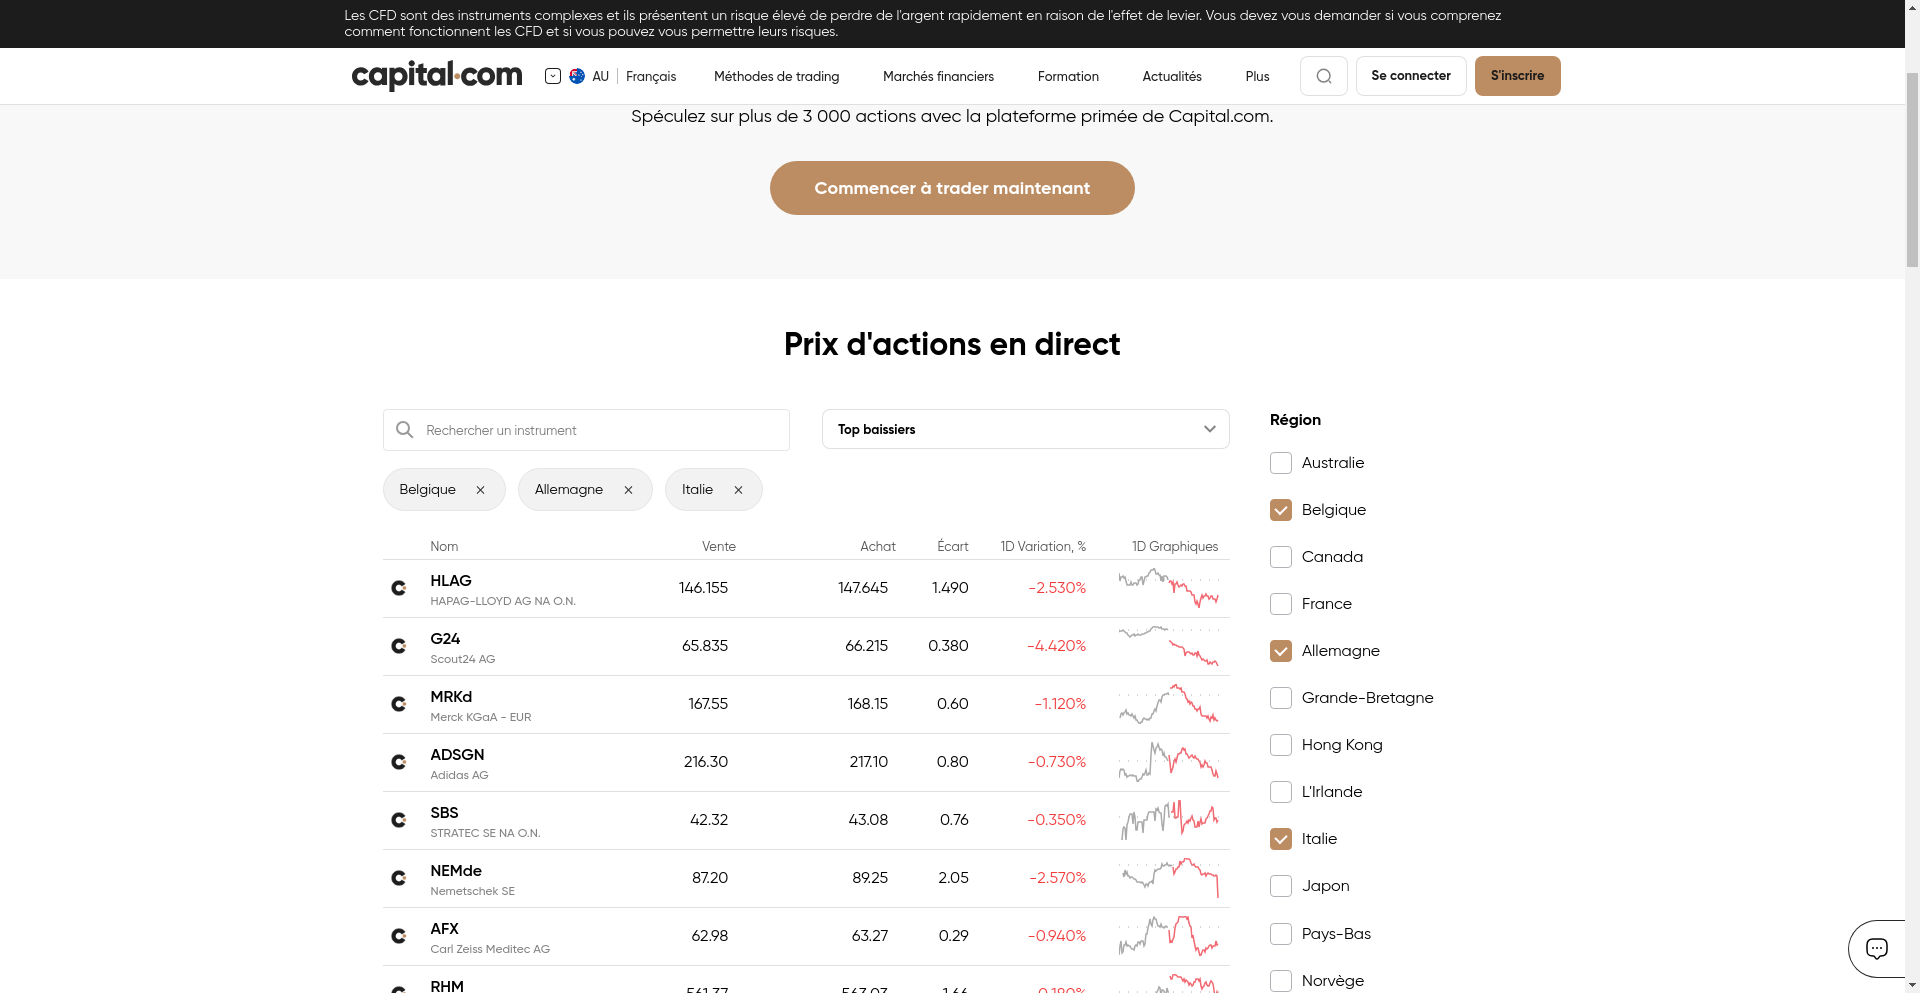 Les CFD sont des instruments complexes et ils présentent un risque élevé de perdre de l'argent rapidement en raison de l'effet de levier. Vous devez vous demander si vous comprenez
comment fonctionnent les CFD et si vous pouvez vous permettre leurs risques.
capital.com AU Français Méthodes de trading Marchés financiers Formation Actualités Plus Se connecter S'inscrire
Spéculez sur plus de 3 000 actions avec la plateforme primée de Capital.com.
Commencer à trader maintenant
Prix d'actions en direct
Rechercher un instrument
Top baissiers
Belgique
Allemagne
Italie
Nom Vente Achat Écart 1D Variation, % 1D Graphiques
HLAG 146.155 147.645 1.490 -2.530%
HAPAG-LLOYD AG NA O.N.
G24 65.835 66.215 0.380 -4.420%
Scout24 AG
MRKd 167.55 168.15 0.60 -1.120%
Merck KGaA - EUR
ADSGN 216.30 217.10 0.80 -0.730%
Adidas AG
SBS 42.32 43.08 0.76 -0.350%
STRATEC SE NA O.N.
NEMde 87.20 89.25 2.05 -2.570%
Nemetschek SE
AFX 62.98 63.27 0.29 -0.940%
Carl Zeiss Meditec AG
RHM 561.37 563.03 1.66 -0.180%
Région
Australie
Belgique
Canada
France
Allemagne
Grande-Bretagne
Hong Kong
L'Irlande
Italie
Japon
Pays-Bas
Norvège